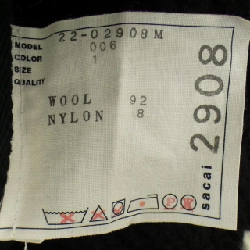 22-02908M
MODEL 006
COLOR 1
SIZE
QUALITY
WOOL 92
NYLON 8
sacai 2908